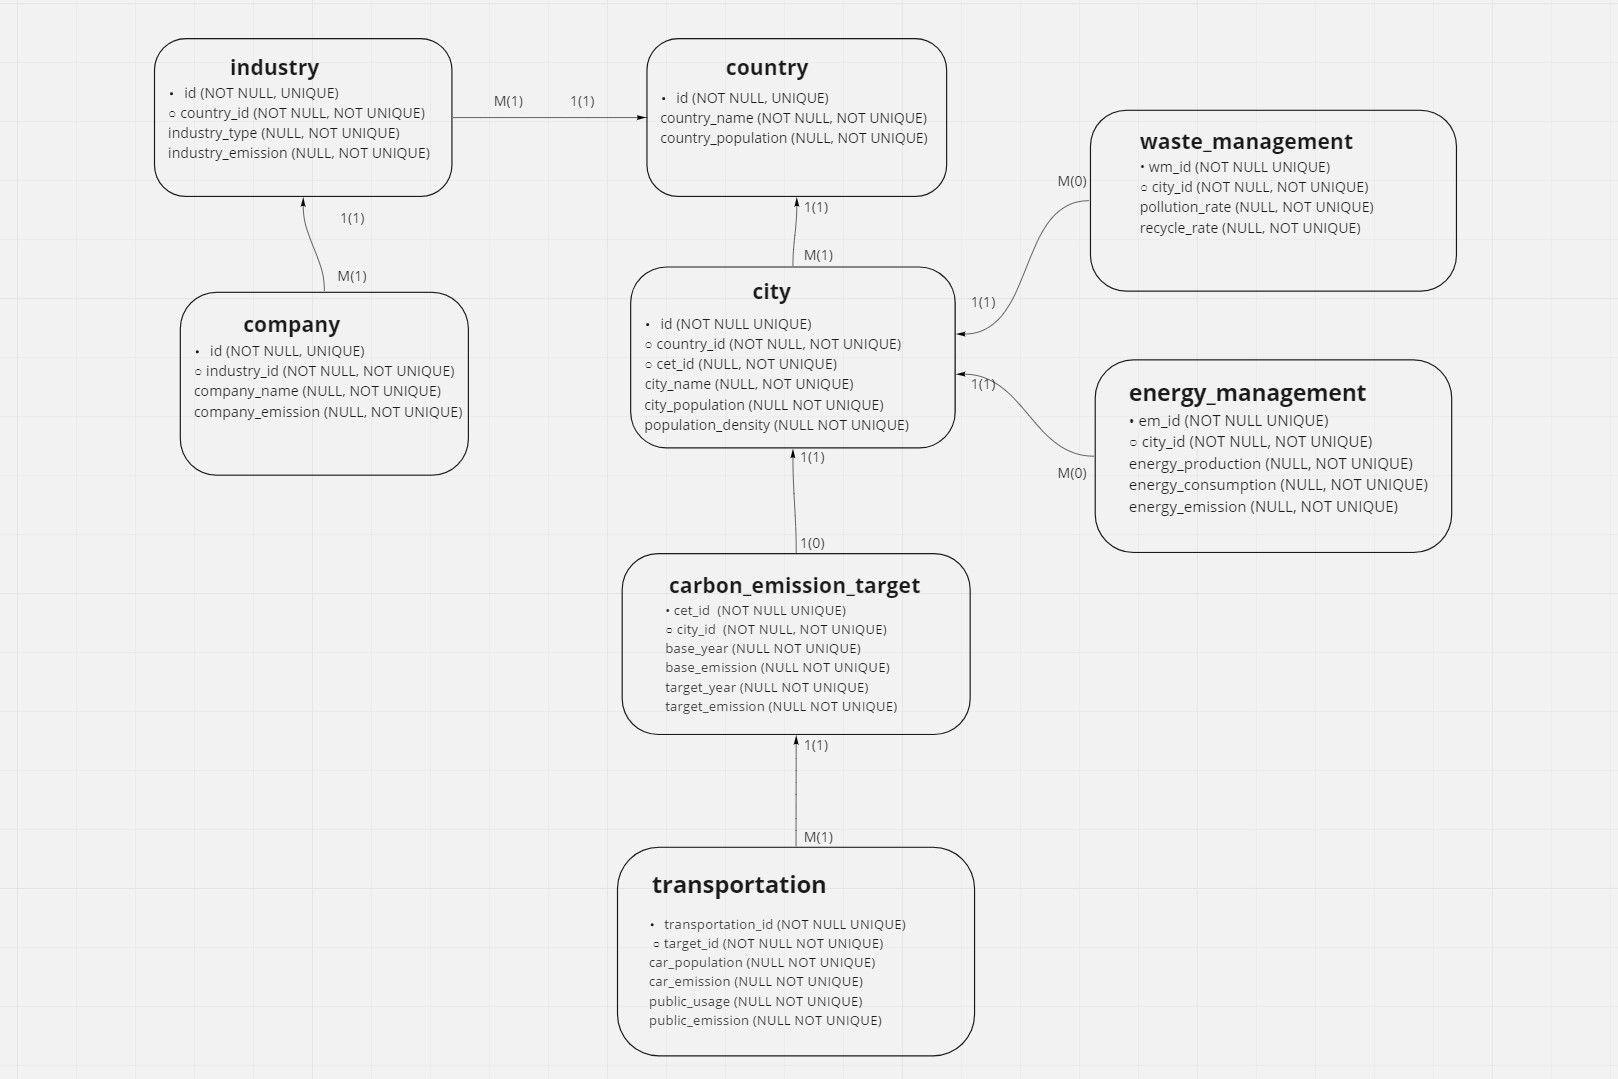 industry
• id (NOT NULL, UNIQUE)
○ country_id (NOT NULL, NOT UNIQUE)
industry_type (NULL, NOT UNIQUE)
industry_emission (NULL, NOT UNIQUE)
M(1)
1(1)
country
• id (NOT NULL, UNIQUE)
country_name (NOT NULL, NOT UNIQUE)
country_population (NULL, NOT UNIQUE)
1(1)
M(1)
company
• id (NOT NULL, UNIQUE)
○ industry_id (NOT NULL, NOT UNIQUE)
company_name (NULL, NOT UNIQUE)
company_emission (NULL, NOT UNIQUE)
1(1)
M(1)
city
• id (NOT NULL UNIQUE)
○ country_id (NOT NULL, NOT UNIQUE)
○ cet_id (NULL, NOT UNIQUE)
city_name (NULL, NOT UNIQUE)
city_population (NULL NOT UNIQUE)
population_density (NULL NOT UNIQUE)
waste_management
• wm_id (NOT NULL UNIQUE)
○ city_id (NOT NULL, NOT UNIQUE)
pollution_rate (NULL, NOT UNIQUE)
recycle_rate (NULL, NOT UNIQUE)
M(0)
1(1)
1(1)
M(0)
energy_management
• em_id (NOT NULL UNIQUE)
○ city_id (NOT NULL, NOT UNIQUE)
energy_production (NULL, NOT UNIQUE)
energy_consumption (NULL, NOT UNIQUE)
energy_emission (NULL, NOT UNIQUE)
1(1)
1(0)
carbon_emission_target
• cet_id (NOT NULL UNIQUE)
○ city_id (NOT NULL, NOT UNIQUE)
base_year (NULL NOT UNIQUE)
base_emission (NULL NOT UNIQUE)
target_year (NULL NOT UNIQUE)
target_emission (NULL NOT UNIQUE)
1(1)
M(1)
transportation
• transportation_id (NOT NULL UNIQUE)
○ target_id (NOT NULL NOT UNIQUE)
car_population (NULL NOT UNIQUE)
car_emission (NULL NOT UNIQUE)
public_usage (NULL NOT UNIQUE)
public_emission (NULL NOT UNIQUE)